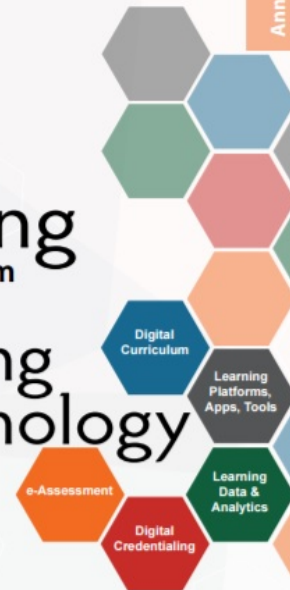 Ann
ng
m
ng
nology
Digital
Curriculum
Learning
Platforms,
Apps, Tools
e-Assessment
Learning
Data &
Analytics
Digital
Credentialing